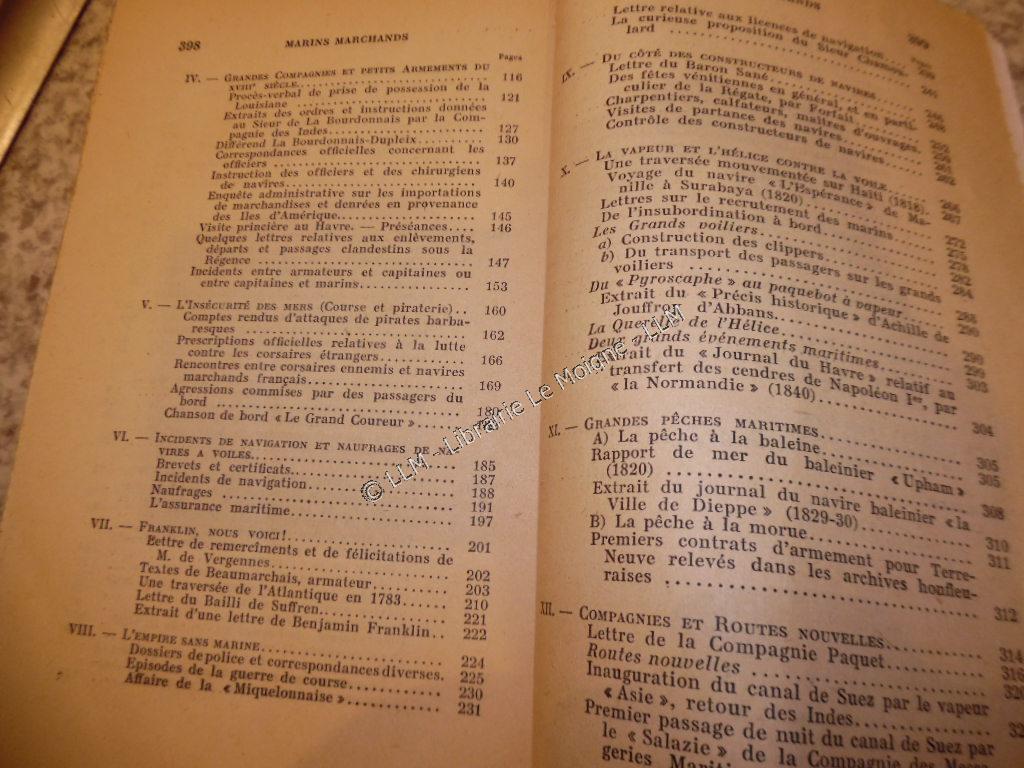 398 MARINS MARCHANDS
Pages
IV. — GRANDES COMPAGNIES ET PETITS ARMEMENTS DU
XVIIIe SIÈCLE 116
Procès-verbal de prise de possession de la
Louisiane 121
Extraits des ordres et instructions données
au Sieur de La Bourdonnais par la Com-
pagnie des Indes 127
Différend La Bourdonnais-Dupleix 130
Correspondances officielles concernant les
officiers 137
Instruction des officiers et des chirurgiens
de navires 140
Enquête administrative sur les importations
de marchandises et denrées en provenance
des Iles d'Amérique 145
Visite princière au Havre. — Préséances 146
Quelques lettres relatives aux enlèvements,
départs et passages clandestins sous la
Régence 147
Incidents entre armateurs et capitaines ou
entre capitaines et marins 153
V. — L'INSÉCURITÉ DES MERS (Course et piraterie) 160
Comptes rendus d'attaques de pirates barba-
resques 162
Prescriptions officielles relatives à la lutte
contre les corsaires étrangers 166
Rencontres entre corsaires ennemis et navires
marchands français 169
Agressions commises par des passagers du
bord
Chanson de bord « Le Grand Coureur »
VI. — INCIDENTS DE NAVIGATION ET NAUFRAGES DE NA-
VIRES A VOILES 185
Brevets et certificats 187
Incidents de navigation 188
Naufrages 191
L'assurance maritime 197
VII. — FRANKLIN, NOUS VOICI! 201
Lettre de remerciments et de félicitations de
M. de Vergennes 202
Textes de Beaumarchais, armateur 203
Une traversée de l'Atlantique en 1783 210
Lettre du Bailli de Suffren 221
Extrait d'une lettre de Benjamin Franklin 222
VIII. — L'EMPIRE SANS MARINE 224
Dossiers de police et correspondances diverses. 225
Episodes de la guerre de course 230
Affaire de la « Miquelonnaise » 231
Lettre relative aux licences de navigation
La curieuse proposition du Sieur Chamon-
lard
IX. — DU CÔTÉ DES CONSTRUCTEURS DE NAVIRES
Lettre du Baron Sané
Des fêtes vénitiennes en général et en parti-
culier de la Régate, par Forfait
Charpentiers, calfateurs, maîtres d'ouvrages
Visites de partance des navires
Contrôle des constructeurs de navires
X. — LA VAPEUR ET L'HÉLICE CONTRE LA VOILE
Une traversée mouvementée sur Haïti (1818)
Voyage du navire « L'Espérance » de Ma-
nille à Surabaya (1820) 267
Lettres sur le recrutement des marins 272
De l'insubordination à bord 275
Les Grands voiliers 278
a) Construction des clippers 282
b) Du transport des passagers sur les grands
voiliers 284
Du « Pyroscaphe » au paquebot à vapeur 288
Extrait du « Précis historique » d'Achille de
Jouffroy d'Abbans 290
La Querelle de l'Hélice 299
Deux grands événements maritimes 299
Extrait du « Journal du Havre » relatif au 303
transfert des cendres de Napoléon Ier, par
« la Normandie » (1840) 304
XI. — GRANDES PÊCHES MARITIMES 305
A) La pêche à la baleine 305
Rapport de mer du baleinier « Upham »
(1820) 308
Extrait du journal du navire baleinier « la
Ville de Dieppe » (1829-30) 310
B) La pêche à la morue 311
Premiers contrats d'armement pour Terre-
Neuve relevés dans les archives honfleu-
raises 312
XII. — COMPAGNIES ET ROUTES NOUVELLES 314
Lettre de la Compagnie Paquet 316
Routes nouvelles
Inauguration du canal de Suez par le vapeur
« Asie », retour des Indes
Premier passage de nuit du canal de Suez par
le « Salazie » de la Compagnie des Messa-
geries
© LLM - Librairie Le Moigne - LLM